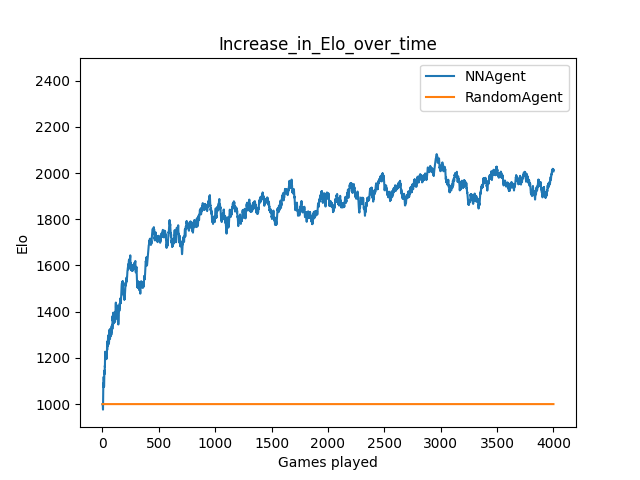 Increase_in_Elo_over_time
NNAgent
RandomAgent
2400
2200
2000
1800
1600
1400
1200
1000
Elo
0 500 1000 1500 2000 2500 3000 3500 4000
Games played